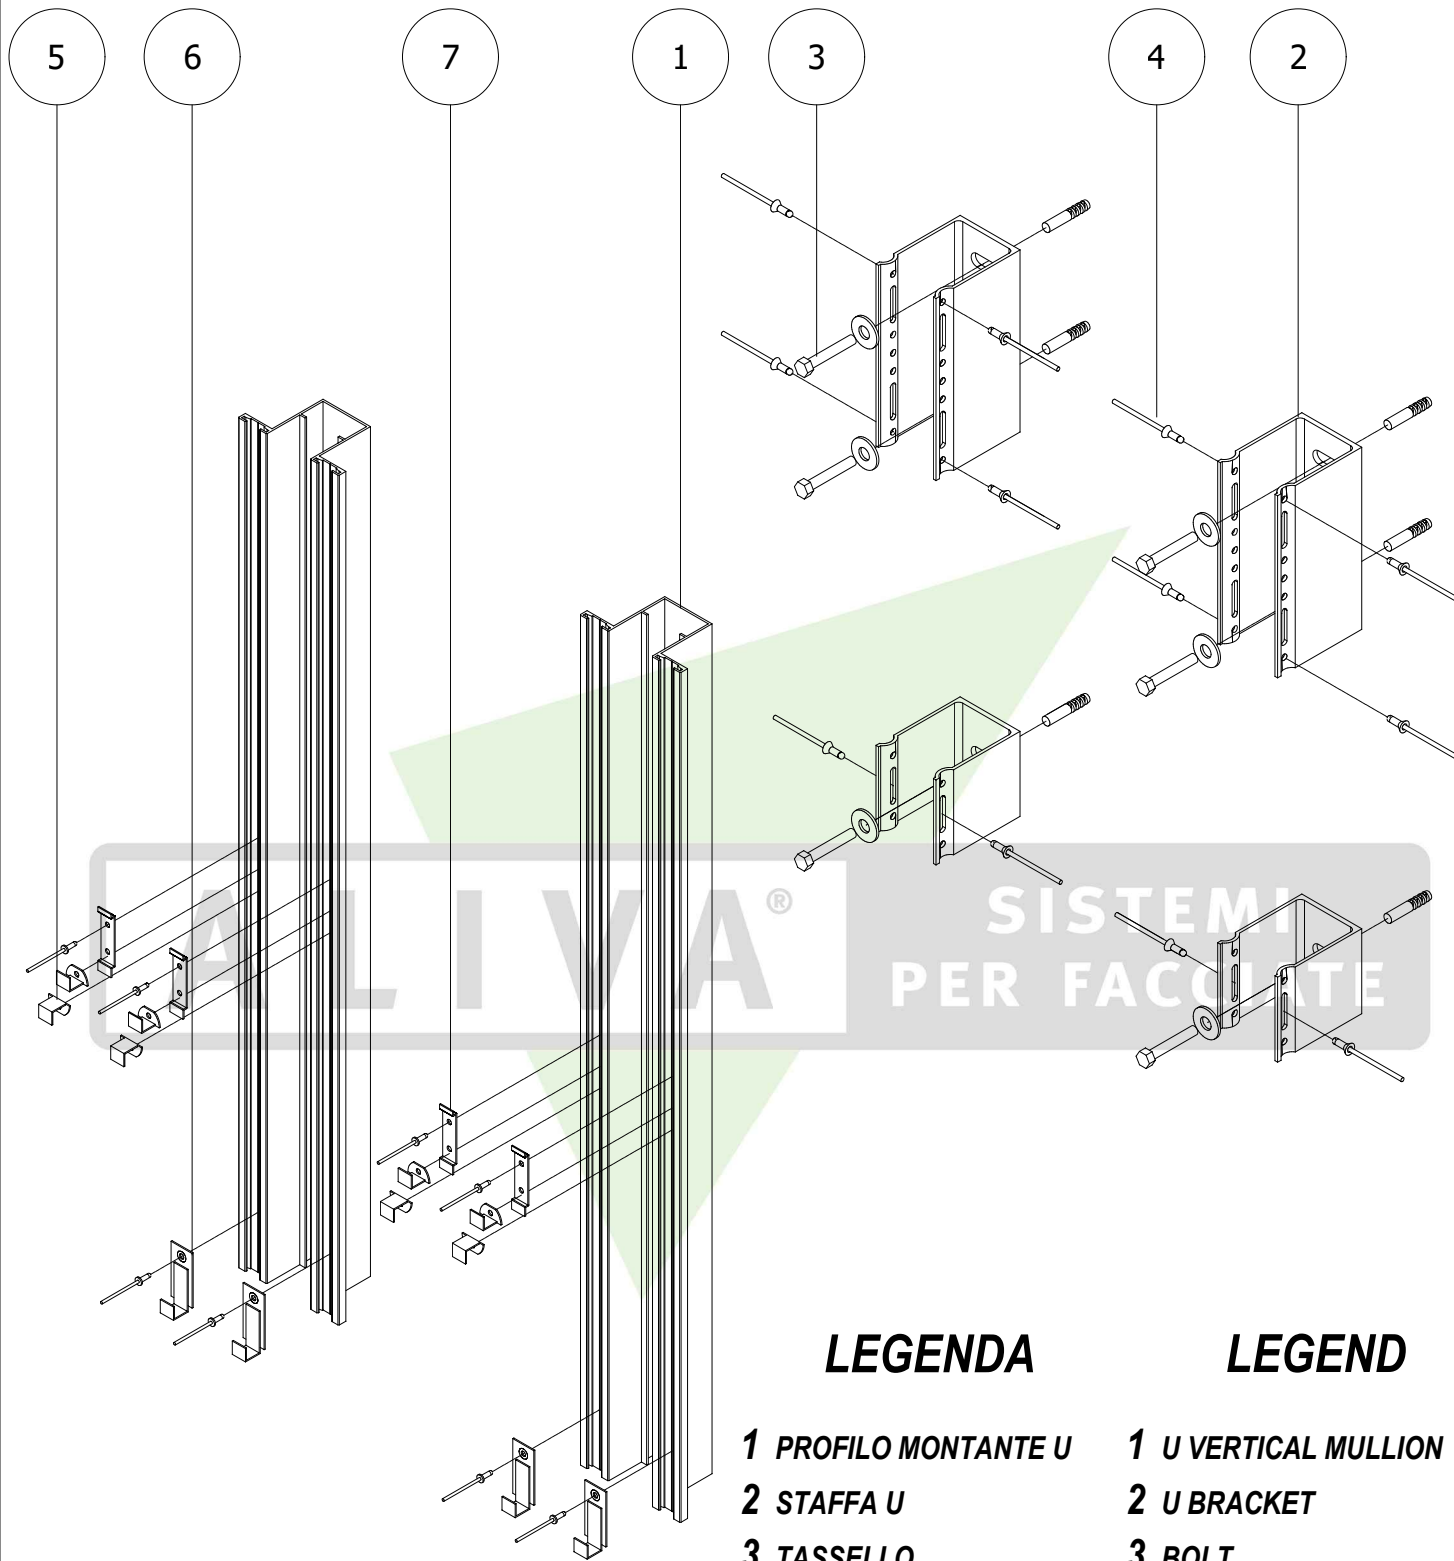 5 6 7 1 3 4 2
ALIVA®
SISTEMI
PER FACCIATE
LEGENDA
1 PROFILO MONTANTE U
2 STAFFA U
3 TASSELLO
LEGEND
1 U VERTICAL MULLION
2 U BRACKET
3 BOLT